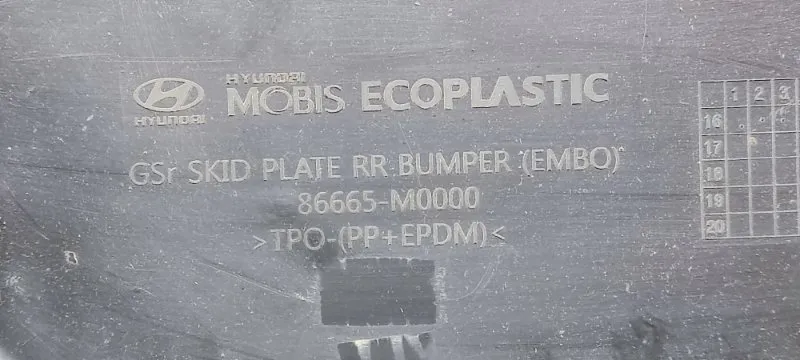 HYUNDAI
HYUNDAI
MOBIS ECOPLASTIC
GSr SKID PLATE RR BUMPER (EMBO)
86665-M0000
>TPO-(PP+EPDM)<
1 2 3
16
17
18
19
20